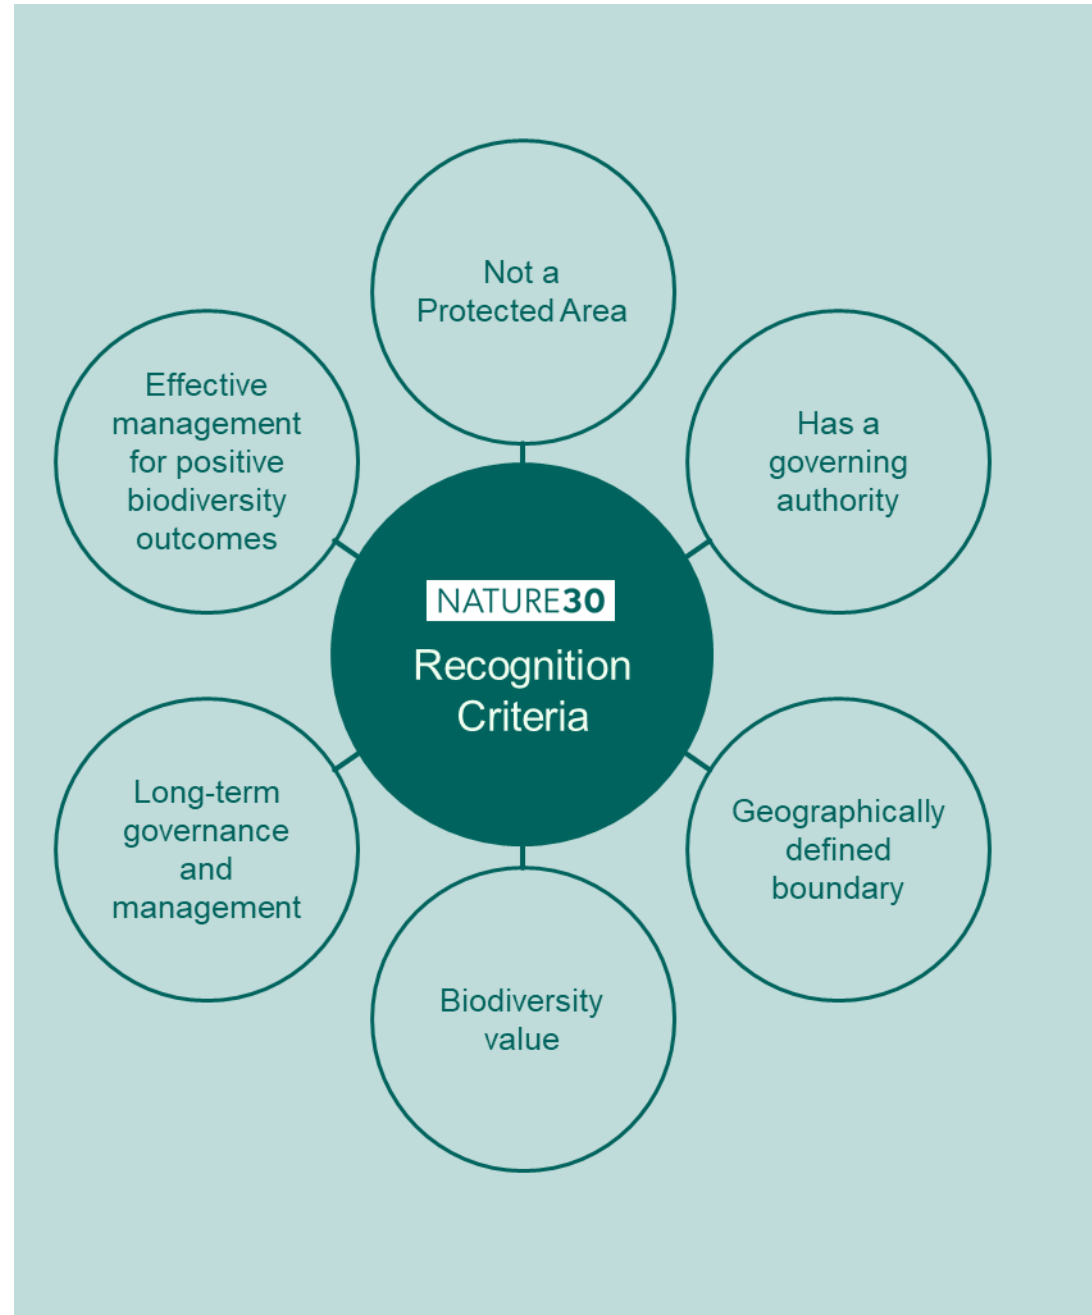 Not a
Protected Area
Has a
governing
authority
Geographically
defined
boundary
Biodiversity
value
Long-term
governance
and
management
Effective
management
for positive
biodiversity
outcomes
NATURE30
Recognition
Criteria